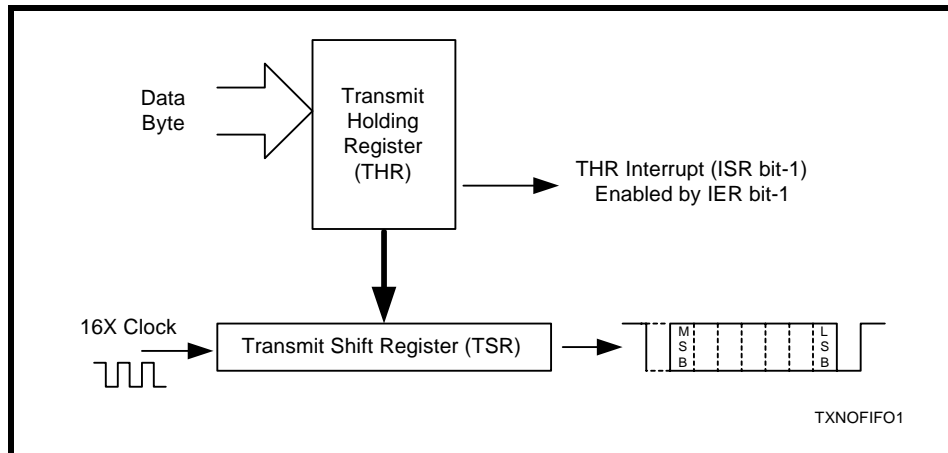 Data
Byte
Transmit
Holding
Register
(THR)
THR Interrupt (ISR bit-1)
Enabled by IER bit-1
16X Clock
Transmit Shift Register (TSR)
M
S
B
L
S
B
TXNOFIFO1